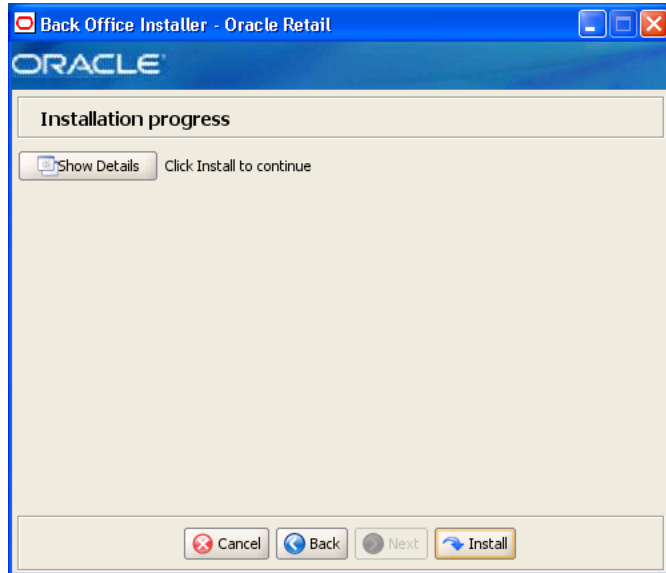 Back Office Installer - Oracle Retail
ORACLE
Installation progress
Show Details Click Install to continue
Cancel Back Next Install